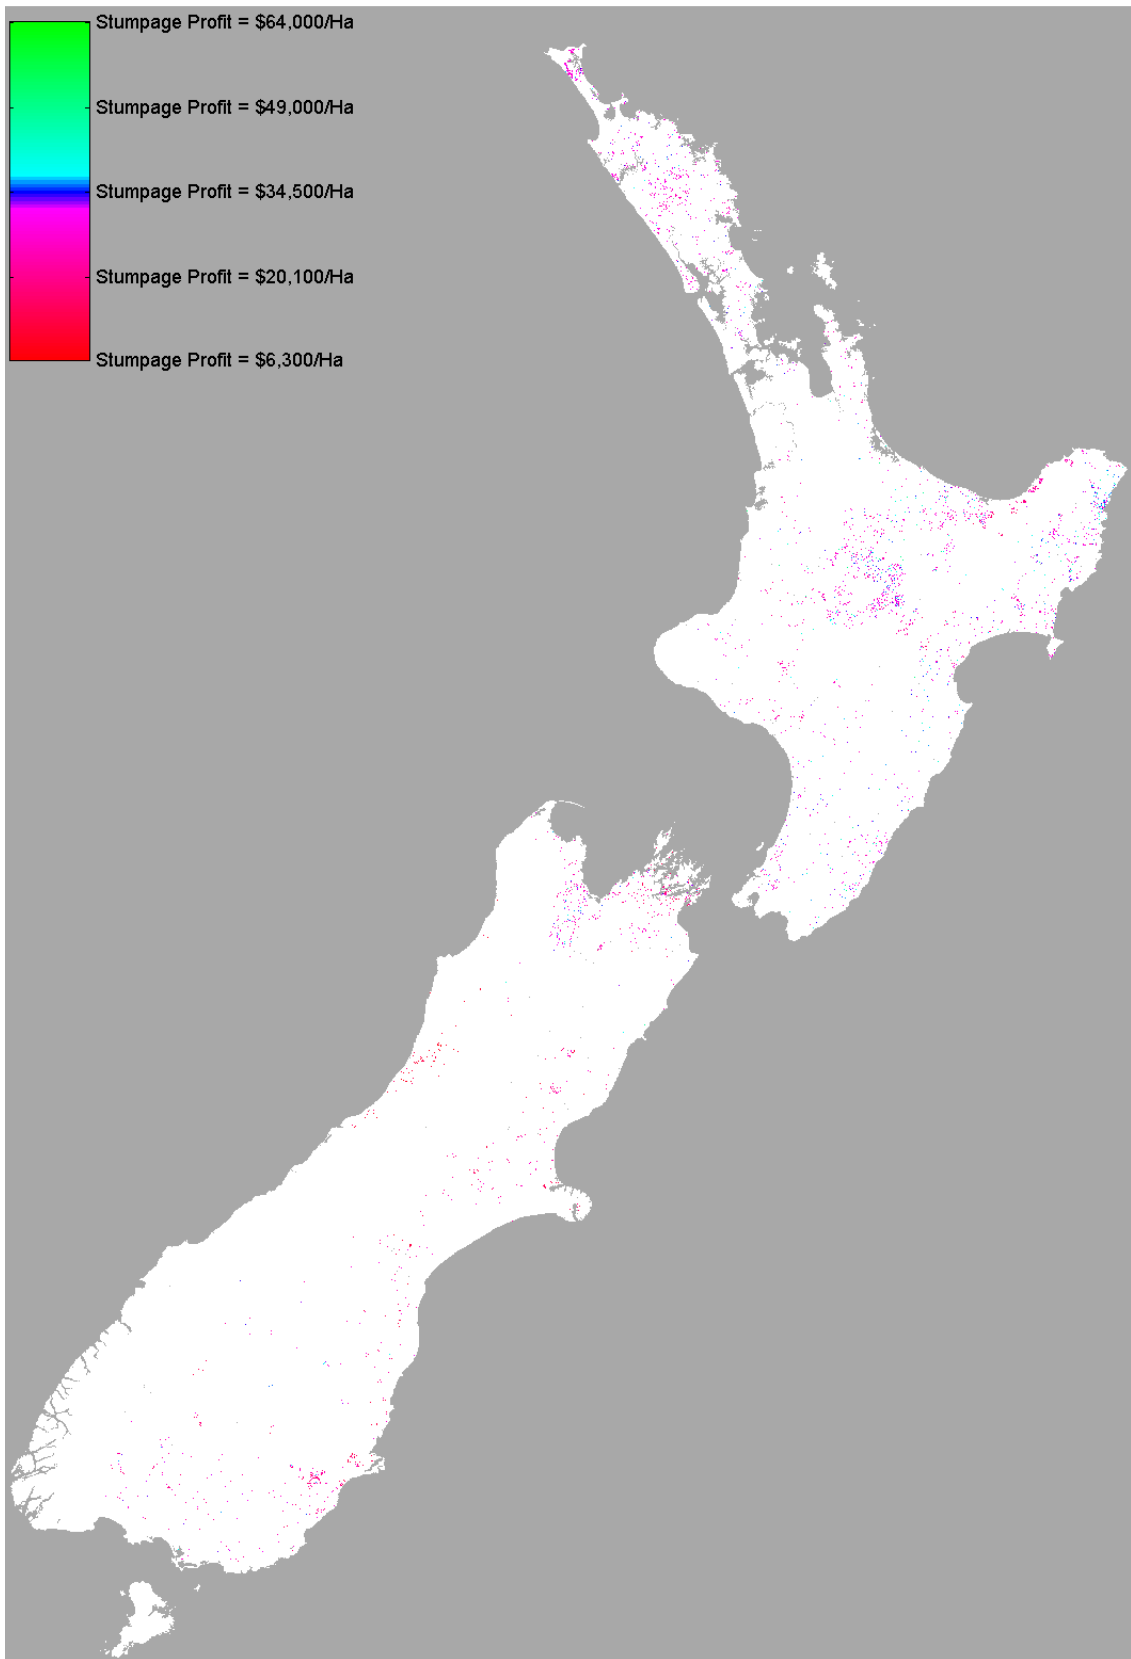 Stumpage Profit = $64,000/Ha
Stumpage Profit = $49,000/Ha
Stumpage Profit = $34,500/Ha
Stumpage Profit = $20,100/Ha
Stumpage Profit = $6,300/Ha